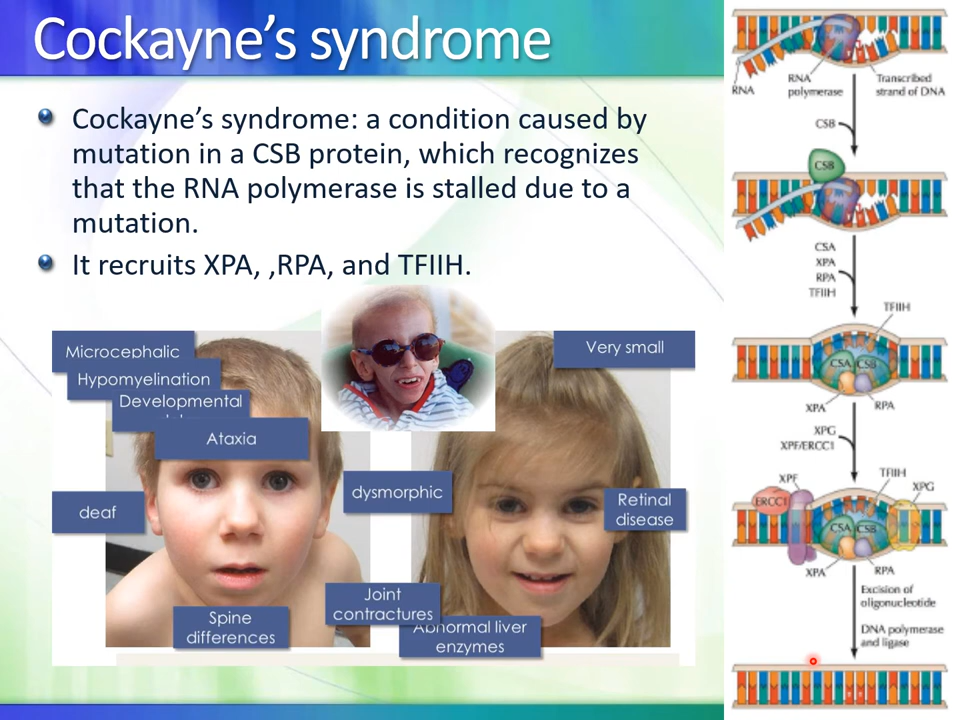 Cockayne's syndrome
Cockayne's syndrome: a condition caused by
mutation in a CSB protein, which recognizes
that the RNA polymerase is stalled due to a
mutation.
It recruits XPA, ,RPA, and TFIIH.
Microcephalic
Hypomyelination
Developmental
Ataxia
deaf
Spine
differences
dysmorphic
Joint
contractures
Abnormal liver
enzymes
Very small
Retinal
disease
RNA
RNA
polymerase
Transcribed
strand of DNA
CSB
CSB
CSA
XPA
RPA
TFIIH
TFIIH
CSA
CSB
XPA
RPA
XPG
XPF/ERCC1
XPF
TFIIH
XPG
ERCC1
CSA
CSB
XPA
RPA
Excision of
oligonucleotide
DNA polymerase
and ligase